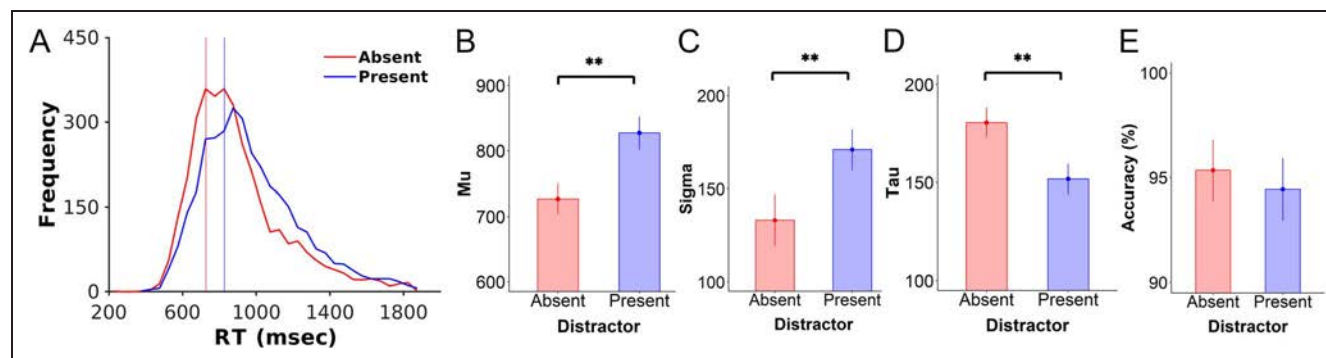 A
450
300
150
0
Frequency
200 600 1000 1400 1800
RT (msec)
Absent
Present
B
**
900
800
700
600
Mu
Absent Present
Distractor
C
**
200
150
100
Sigma
Absent Present
Distractor
D
**
200
150
100
Tau
Absent Present
Distractor
E
100
95
90
Accuracy (%)
Absent Present
Distractor